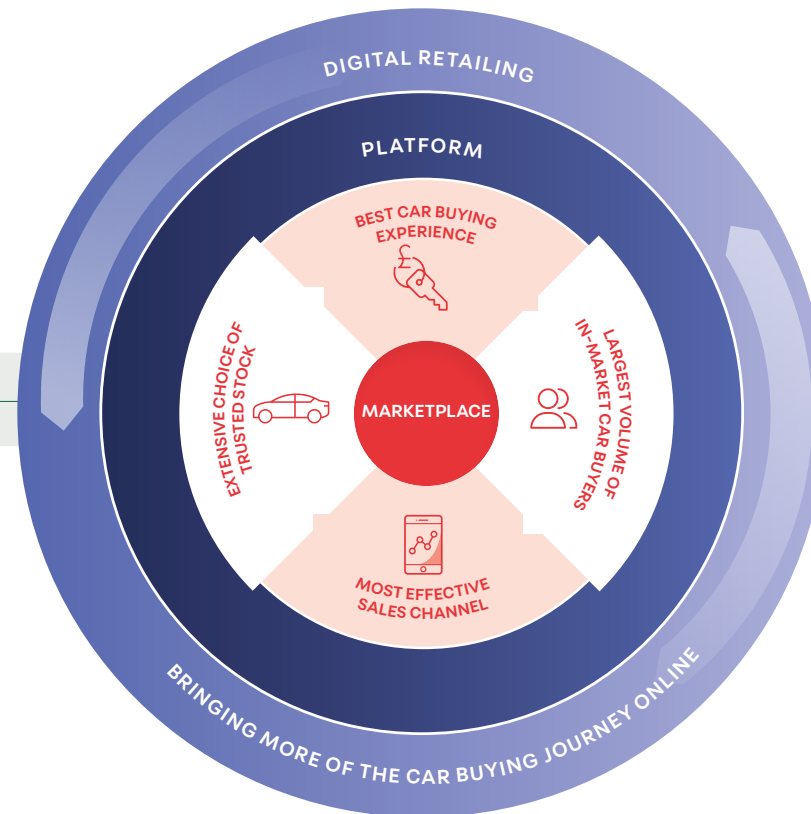 DIGITAL RETAILING
PLATFORM
BEST CAR BUYING
EXPERIENCE
EXTENSIVE CHOICE OF
TRUSTED STOCK
MARKETPLACE
LARGEST VOLUME OF
IN-MARKET CAR BUYERS
MOST EFFECTIVE
SALES CHANNEL
BRINGING MORE OF THE CAR BUYING JOURNEY ONLINE